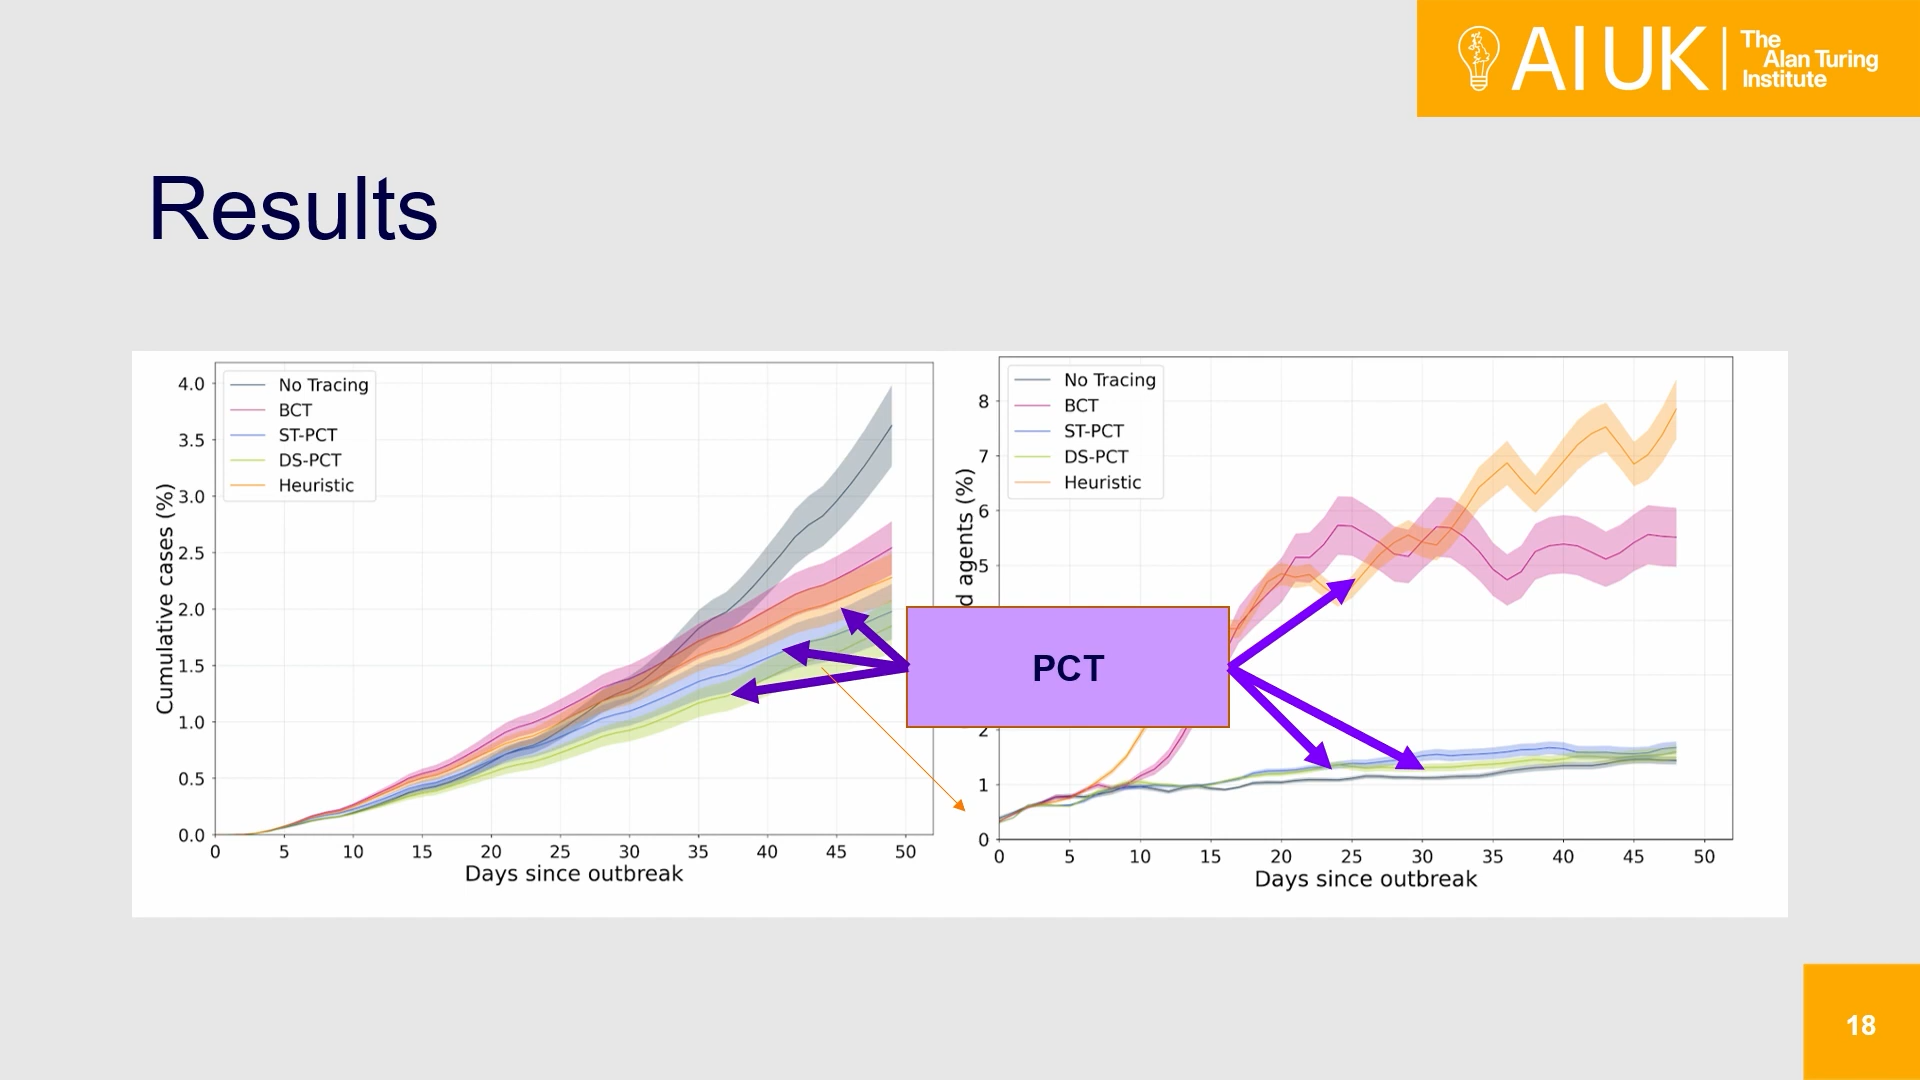 AI UK
The
Alan Turing
Institute
Results
4.0
3.5
3.0
2.5
2.0
1.5
1.0
0.5
0.0
Cumulative cases (%)
No Tracing
BCT
ST-PCT
DS-PCT
Heuristic
0 5 10 15 20 25 30 35 40 45 50
Days since outbreak
8
7
6
5
2
1
0
d agents (%)
No Tracing
BCT
ST-PCT
DS-PCT
Heuristic
0 5 10 15 20 25 30 35 40 45 50
Days since outbreak
PCT
18